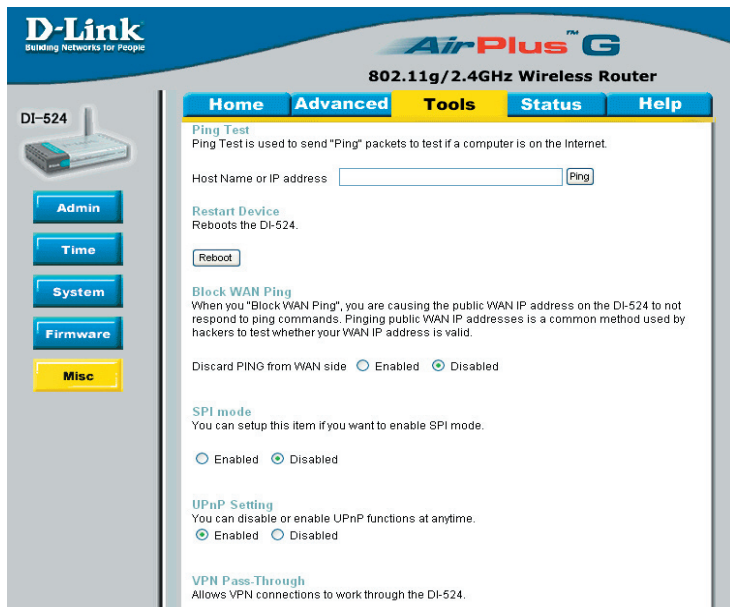 D-Link
Building Networks for People
AirPlus G™
802.11g/2.4GHz Wireless Router
DI-524
Home
Advanced
Tools
Status
Help
Admin
Time
System
Firmware
Misc
Ping Test
Ping Test is used to send "Ping" packets to test if a computer is on the Internet.
Host Name or IP address
Ping
Restart Device
Reboots the DI-524.
Reboot
Block WAN Ping
When you "Block WAN Ping", you are causing the public WAN IP address on the DI-524 to not
respond to ping commands. Pinging public WAN IP addresses is a common method used by
hackers to test whether your WAN IP address is valid.
Discard PING from WAN side Enabled Disabled
SPI mode
You can setup this item if you want to enable SPI mode.
Enabled Disabled
UPnP Setting
You can disable or enable UPnP functions at anytime.
Enabled Disabled
VPN Pass-Through
Allows VPN connections to work through the DI-524.